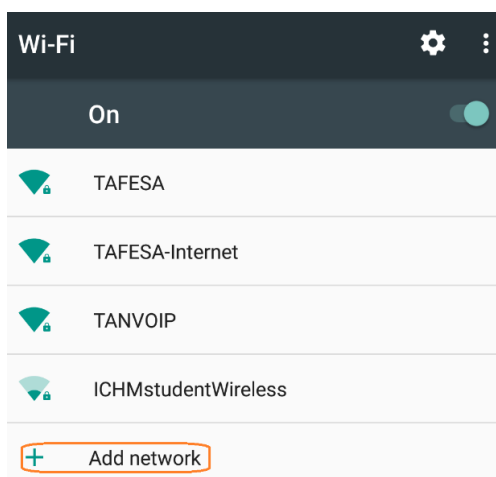 Wi-Fi
On
TAFESA
TAFESA-Internet
TANVOIP
ICHMstudentWireless
Add network